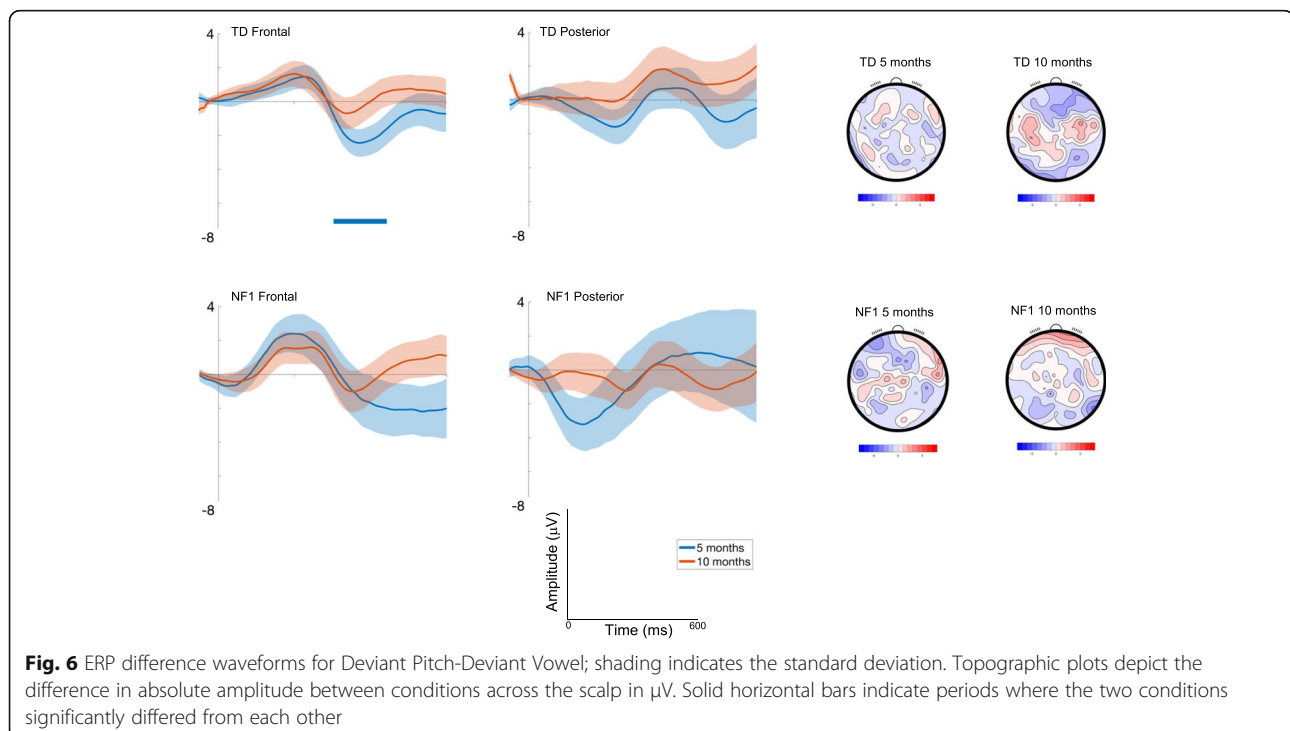 TD Frontal
4
-8
TD Posterior
4
-8
TD 5 months
TD 10 months
NF1 Frontal
4
-8
NF1 Posterior
4
-8
NF1 5 months
NF1 10 months
5 months
10 months
Amplitude (µV)
0
600
Time (ms)
Fig. 6 ERP difference waveforms for Deviant Pitch-Deviant Vowel; shading indicates the standard deviation. Topographic plots depict the
difference in absolute amplitude between conditions across the scalp in µV. Solid horizontal bars indicate periods where the two conditions
significantly differed from each other